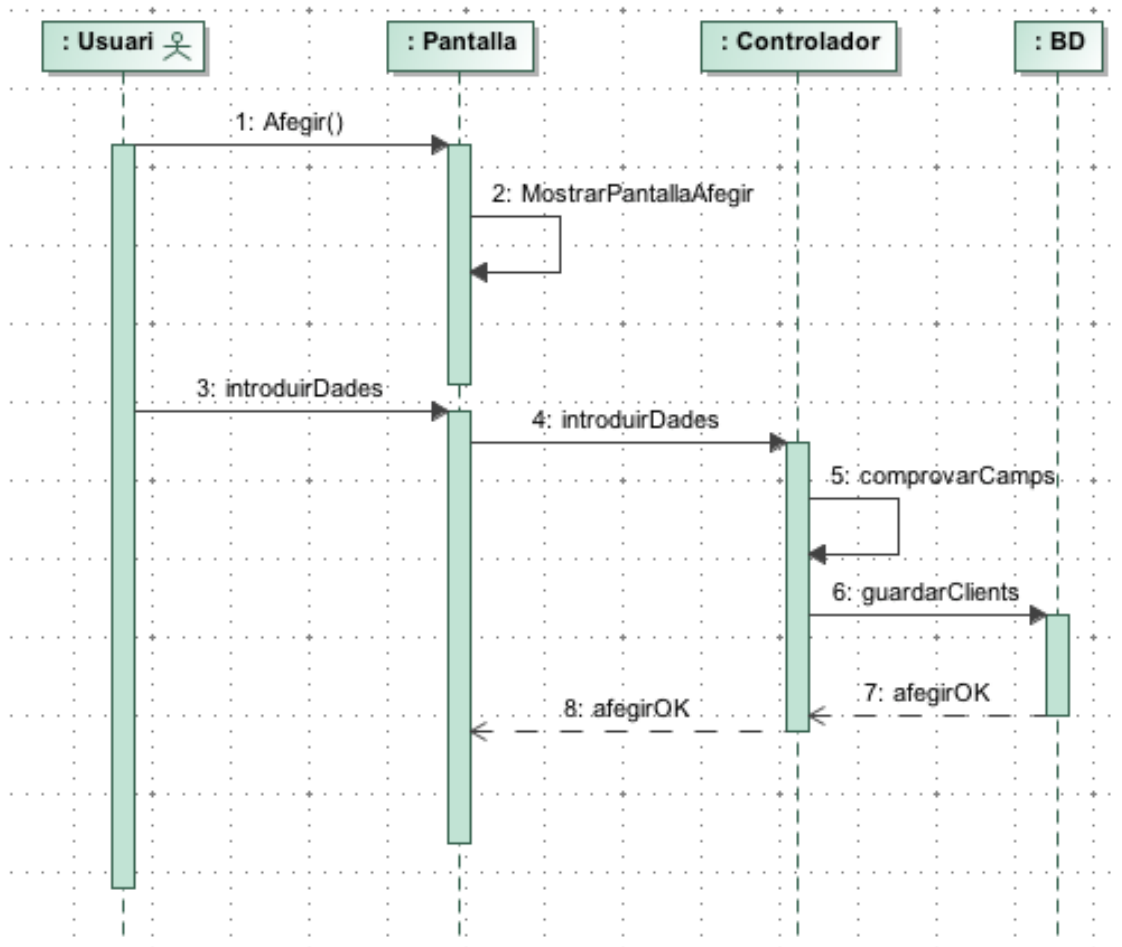 : Usuari
: Pantalla
: Controlador
: BD
1: Afegir()
2: MostrarPantallaAfegir
3: introduirDades
4: introduirDades
5: comprovarCamps
6: guardarClients
7: afegirOK
8: afegirOK